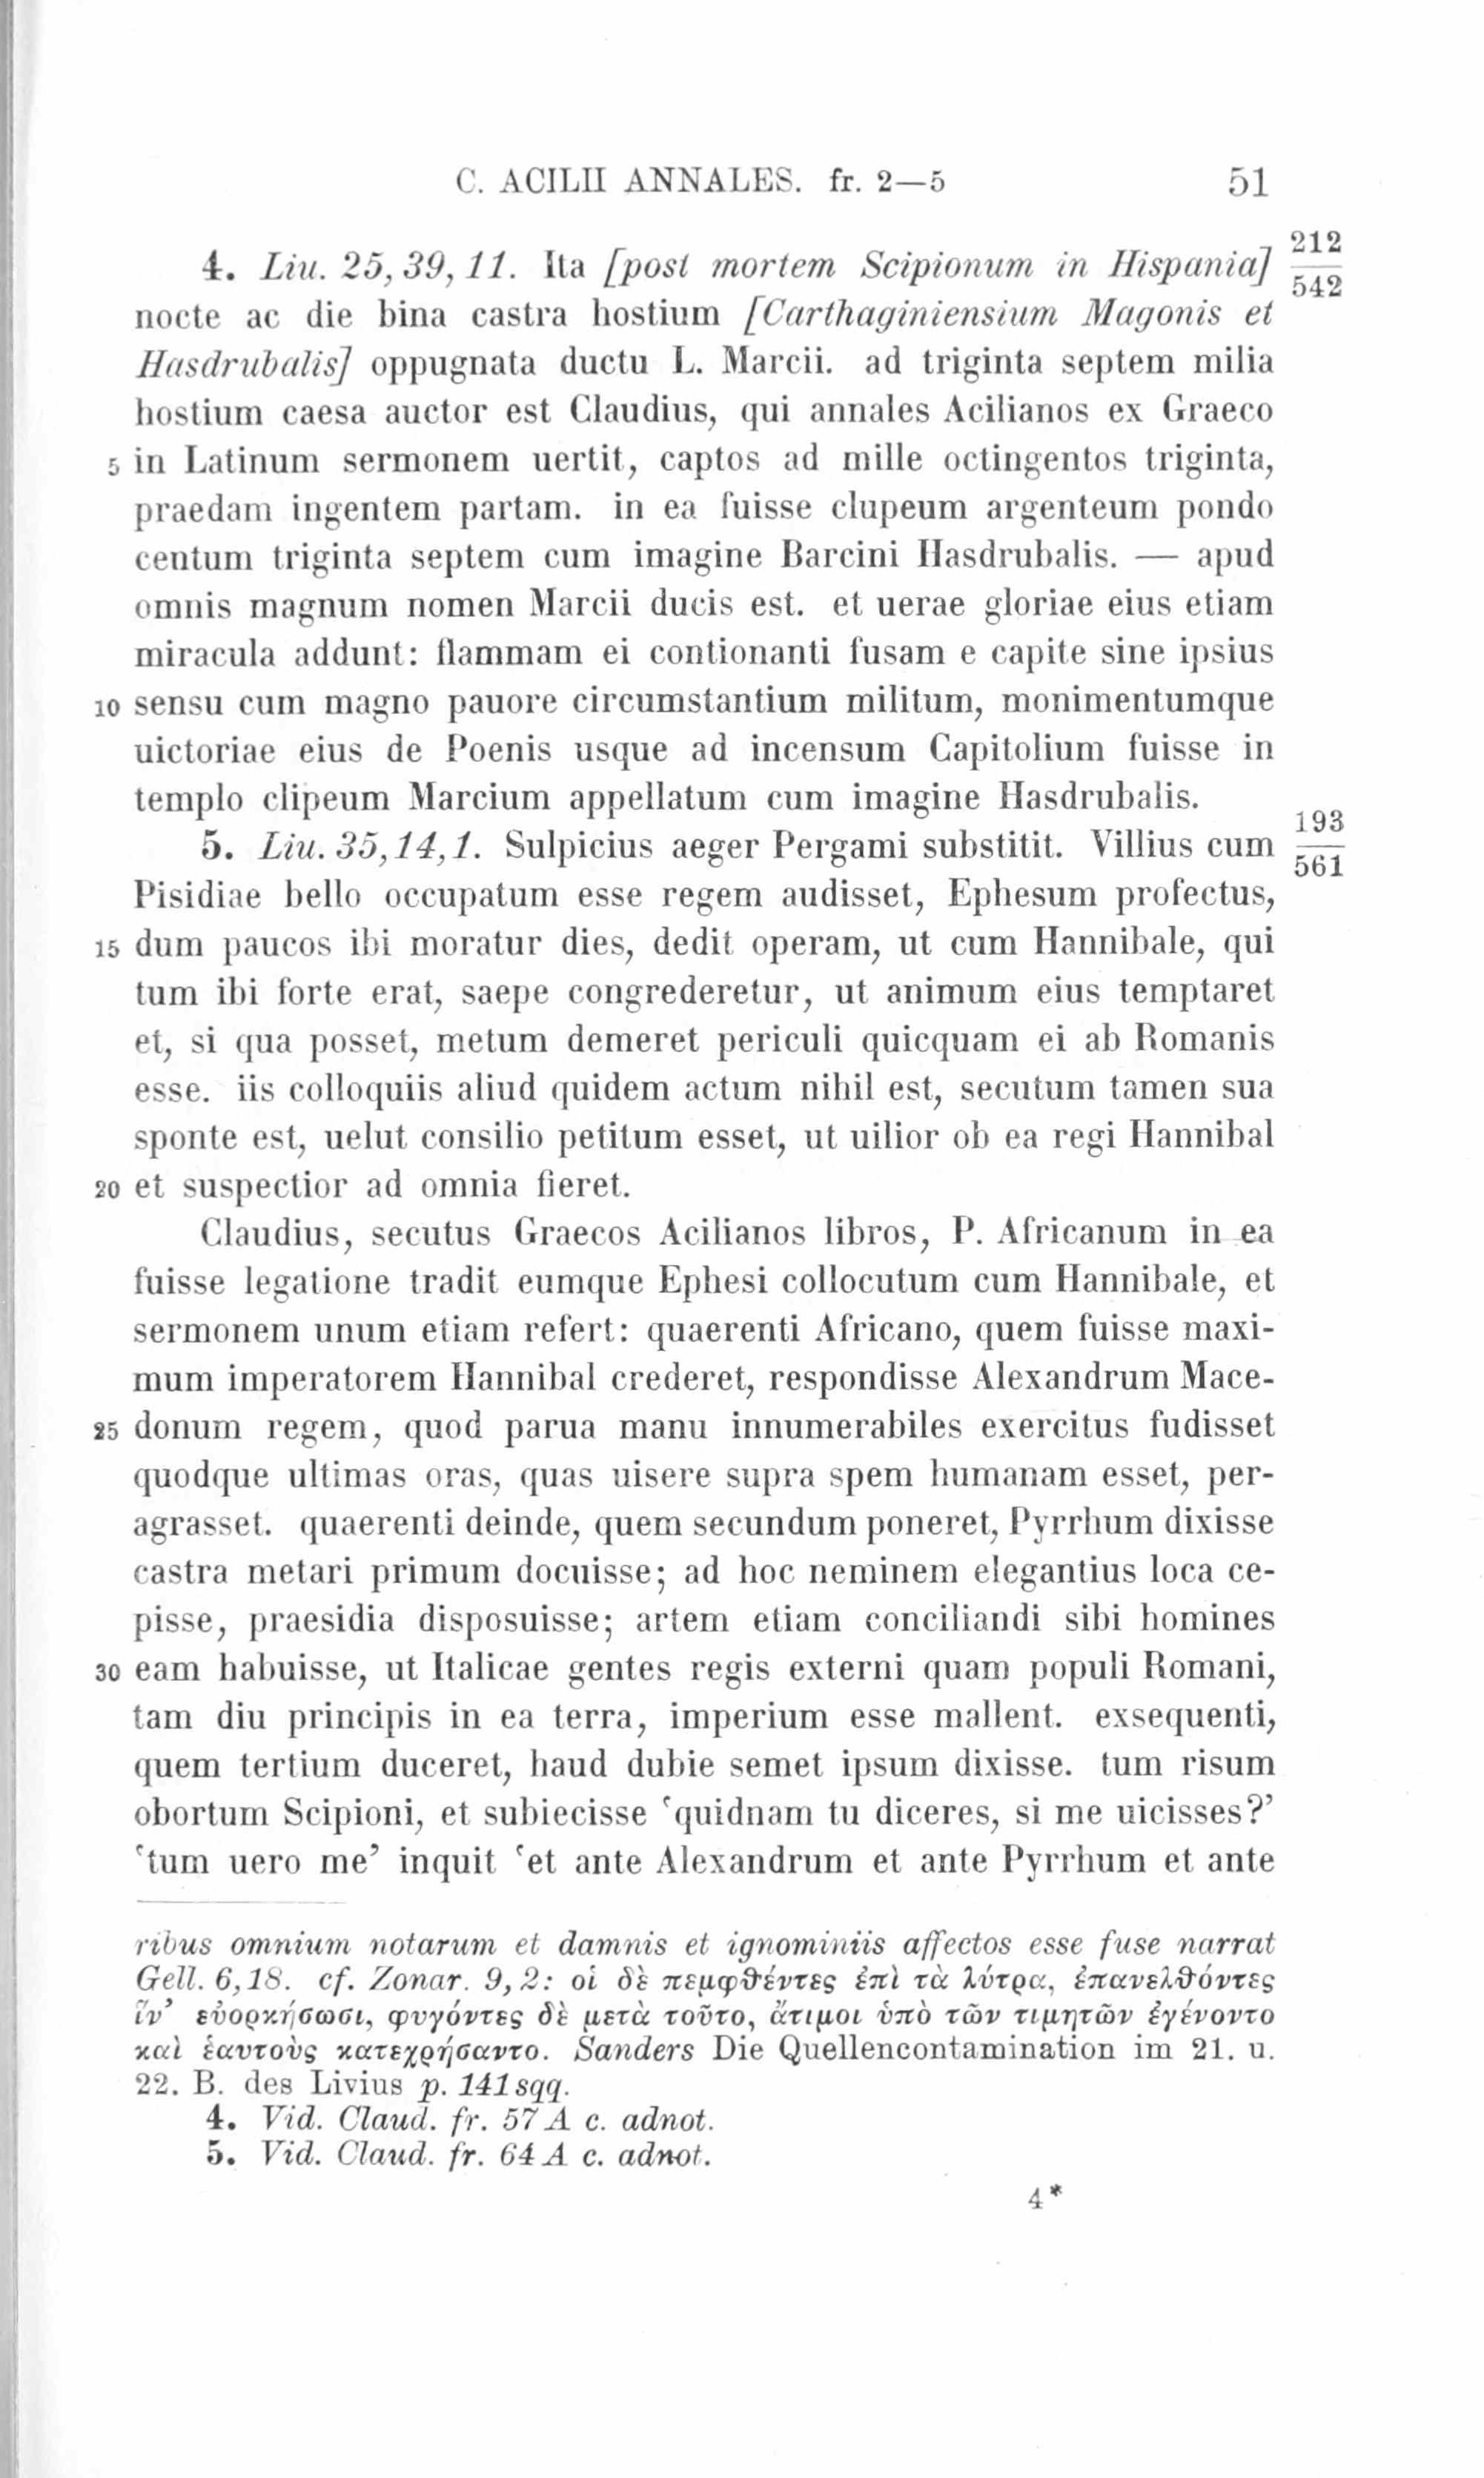 C. ACILII ANNALES. fr. 2—5 51
4. Liu. 25, 39, 11. Ita [post mortem Scipionum in Hispania] 212
542
nocte ac die bina castra hostium [Carthaginiensium Magonis et
Hasdrubalis] oppugnata ductu L. Marcii. ad triginta septem milia
hostium caesa auctor est Claudius, qui annales Acilianos ex Graeco
5 in Latinum sermonem uertit, captos ad mille octingentos triginta,
praedam ingentem partam. in ea fuisse clupeum argenteum pondo
centum triginta septem cum imagine Barcini Hasdrubalis. — apud
omnis magnum nomen Marcii ducis est. et uerae gloriae eius etiam
miracula addunt: flammam ei contionanti fusam e capite sine ipsius
10 sensu cum magno pauore circumstantium militum, monimentumque
uictoriae eius de Poenis usque ad incensum Capitolium fuisse in
templo clipeum Marcium appellatum cum imagine Hasdrubalis.
5. Liu. 35,14,1. Sulpicius aeger Pergami substitit. Villius cum 193
561
Pisidiae bello occupatum esse regem audisset, Ephesum profectus,
15 dum paucos ibi moratur dies, dedit operam, ut cum Hannibale, qui
tum ibi forte erat, saepe congrederetur, ut animum eius temptaret
et, si qua posset, metum demeret periculi quicquam ei ab Romanis
esse. iis colloquiis aliud quidem actum nihil est, secutum tamen sua
sponte est, uelut consilio petitum esset, ut uilior ob ea regi Hannibal
20 et suspectior ad omnia fieret.
Claudius, secutus Graecos Acilianos libros, P. Africanum in ea
fuisse legatione tradit eumque Ephesi collocutum cum Hannibale, et
sermonem unum etiam refert: quaerenti Africano, quem fuisse maxi-
mum imperatorem Hannibal crederet, respondisse Alexandrum Mace-
25 donum regem, quod parua manu innumerabiles exercitus fudisset
quodque ultimas oras, quas uisere supra spem humanam esset, per-
agrasset. quaerenti deinde, quem secundum poneret, Pyrrhum dixisse
castra metari primum docuisse; ad hoc neminem elegantius loca ce-
pisse, praesidia disposuisse; artem etiam conciliandi sibi homines
30 eam habuisse, ut Italicae gentes regis externi quam populi Romani,
tam diu principis in ea terra, imperium esse mallent. exsequenti,
quem tertium duceret, haud dubie semet ipsum dixisse. tum risum
obortum Scipioni, et subiecisse ‘quidnam tu diceres, si me uicisses?’
‘tum uero me’ inquit ‘et ante Alexandrum et ante Pyrrhum et ante
ribus omnium notarum et damnis et ignominiis affectos esse fuse narrat
Gell. 6,18. cf. Zonar. 9,2: οἱ δὲ πεμφθέντες ἐπὶ τὰ λύτρα, ἐπανελθόντες
ἵν’ εὐορκήσωσι, φυγόντες δὲ μετὰ τοῦτο, ἄτιμοι ὑπὸ τῶν τιμητῶν ἐγένοντο
καὶ ἑαυτοὺς κατεχρήσαντο. Sanders Die Quellencontamination im 21. u.
22. B. des Livius p. 141sqq.
4. Vid. Claud. fr. 57 A c. adnot.
5. Vid. Claud. fr. 64 A c. adnot.
4*